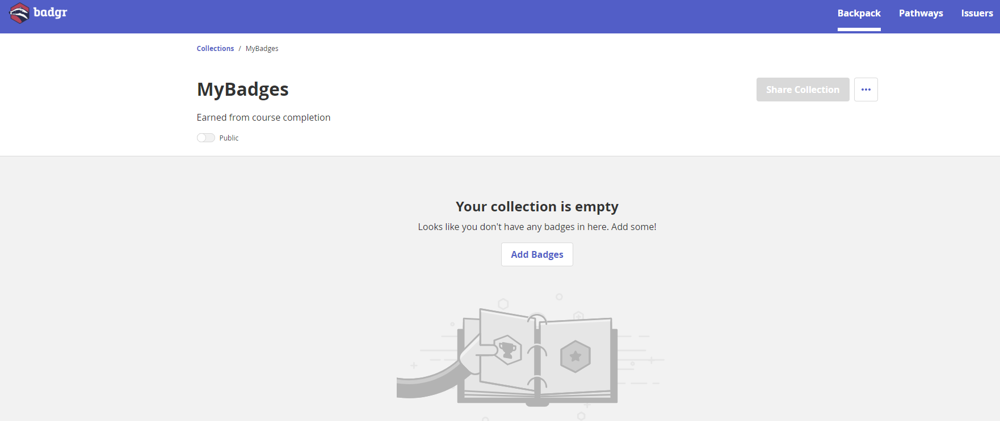 badgr
Backpack Pathways Issuers
Collections / MyBadges
MyBadges
Share Collection
Earned from course completion
Public
Your collection is empty
Looks like you don't have any badges in here. Add some!
Add Badges